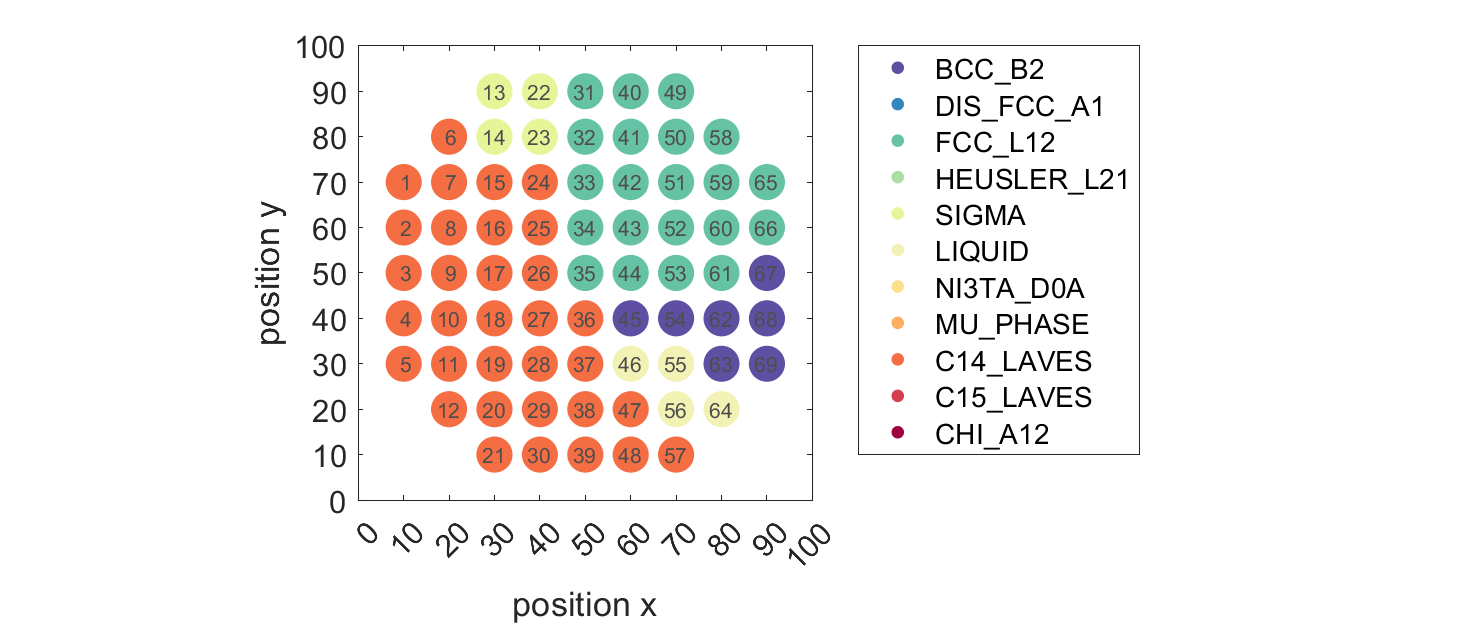 100
90
80
70
60
50
40
30
20
10
0
position y
13 22 31 40 49
6 14 23 32 41 50 58
1 7 15 24 33 42 51 59 65
2 8 16 25 34 43 52 60 66
3 9 17 26 35 44 53 61 67
4 10 18 27 36 45 54 62 68
5 11 19 28 37 46 55 63 69
12 20 29 38 47 56 64
21 30 39 48 57
0 10 20 30 40 50 60 70 80 90 100
position x
BCC_B2
DIS_FCC_A1
FCC_L12
HEUSLER_L21
SIGMA
LIQUID
NI3TA_D0A
MU_PHASE
C14_LAVES
C15_LAVES
CHI_A12